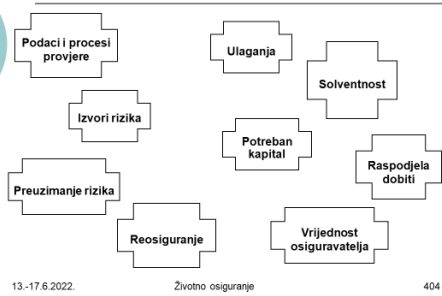 Podaci i procesi
provjere
Ulaganja
Solventnost
Izvori rizika
Potreban
kapital
Raspodjela
dobiti
Preuzimanje rizika
Reosiguranje
Vrijednost
osiguravatelja
13.-17.6.2022.
Životno osiguranje
404